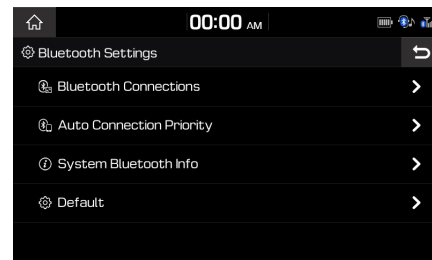 00:00 AM
Bluetooth Settings
Bluetooth Connections
Auto Connection Priority
System Bluetooth Info
Default